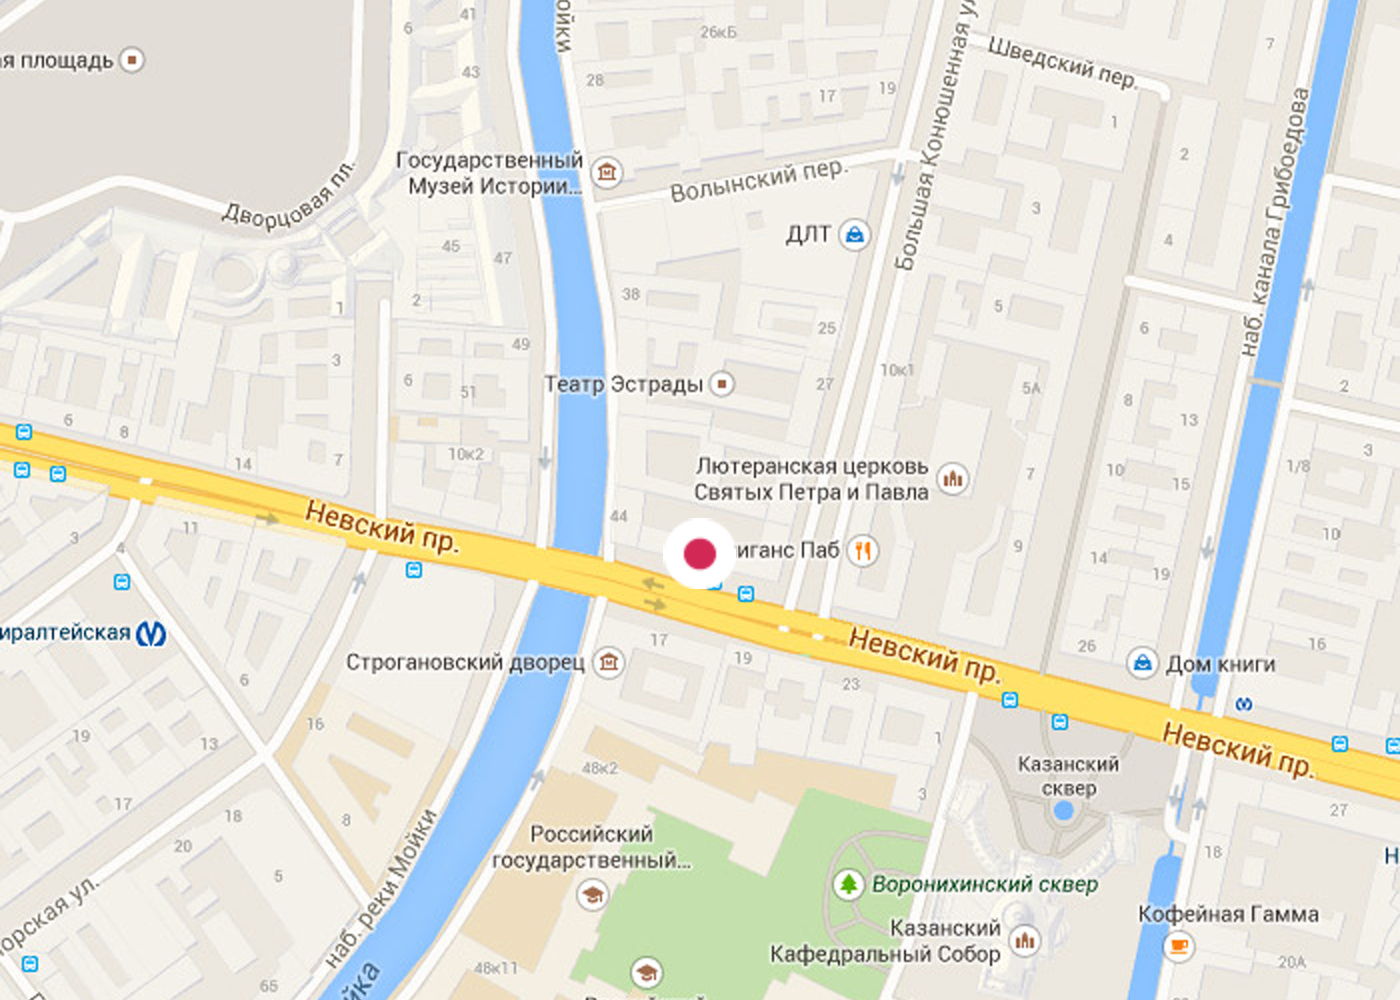 41
6
26кБ
7
ая площадь
43
28
17
19
Шведский пер.
1
2
Государственный
Музей Истории...
Волынский пер.
Дворцовая пл.
Большая Конюшенная ул
наб. канала Грибоедова
3
ДЛТ
4
45
47
38
1
2
25
5
6
49
3
6
51
Театр Эстрады
27
10к1
5А
8
13
2
6
8
14
7
10к2
Лютеранская церковь
Святых Петра и Павла
7
10
15
1/8
3
Невский пр.
44
иганс Паб
9
14
19
10
11
3
4
иралтейская
17
19
23
Невский пр.
26
Дом книги
16
Строгановский дворец
6
16
19
13
1
Невский пр.
Казанский
сквер
48к2
3
27
17
18
8
20
5
Российский
государственный...
наб. реки Мойки
18
Воронихинский сквер
Казанский
Кафедральный Собор
Кофейная Гамма
орская ул.
48к11
20А
65
йка